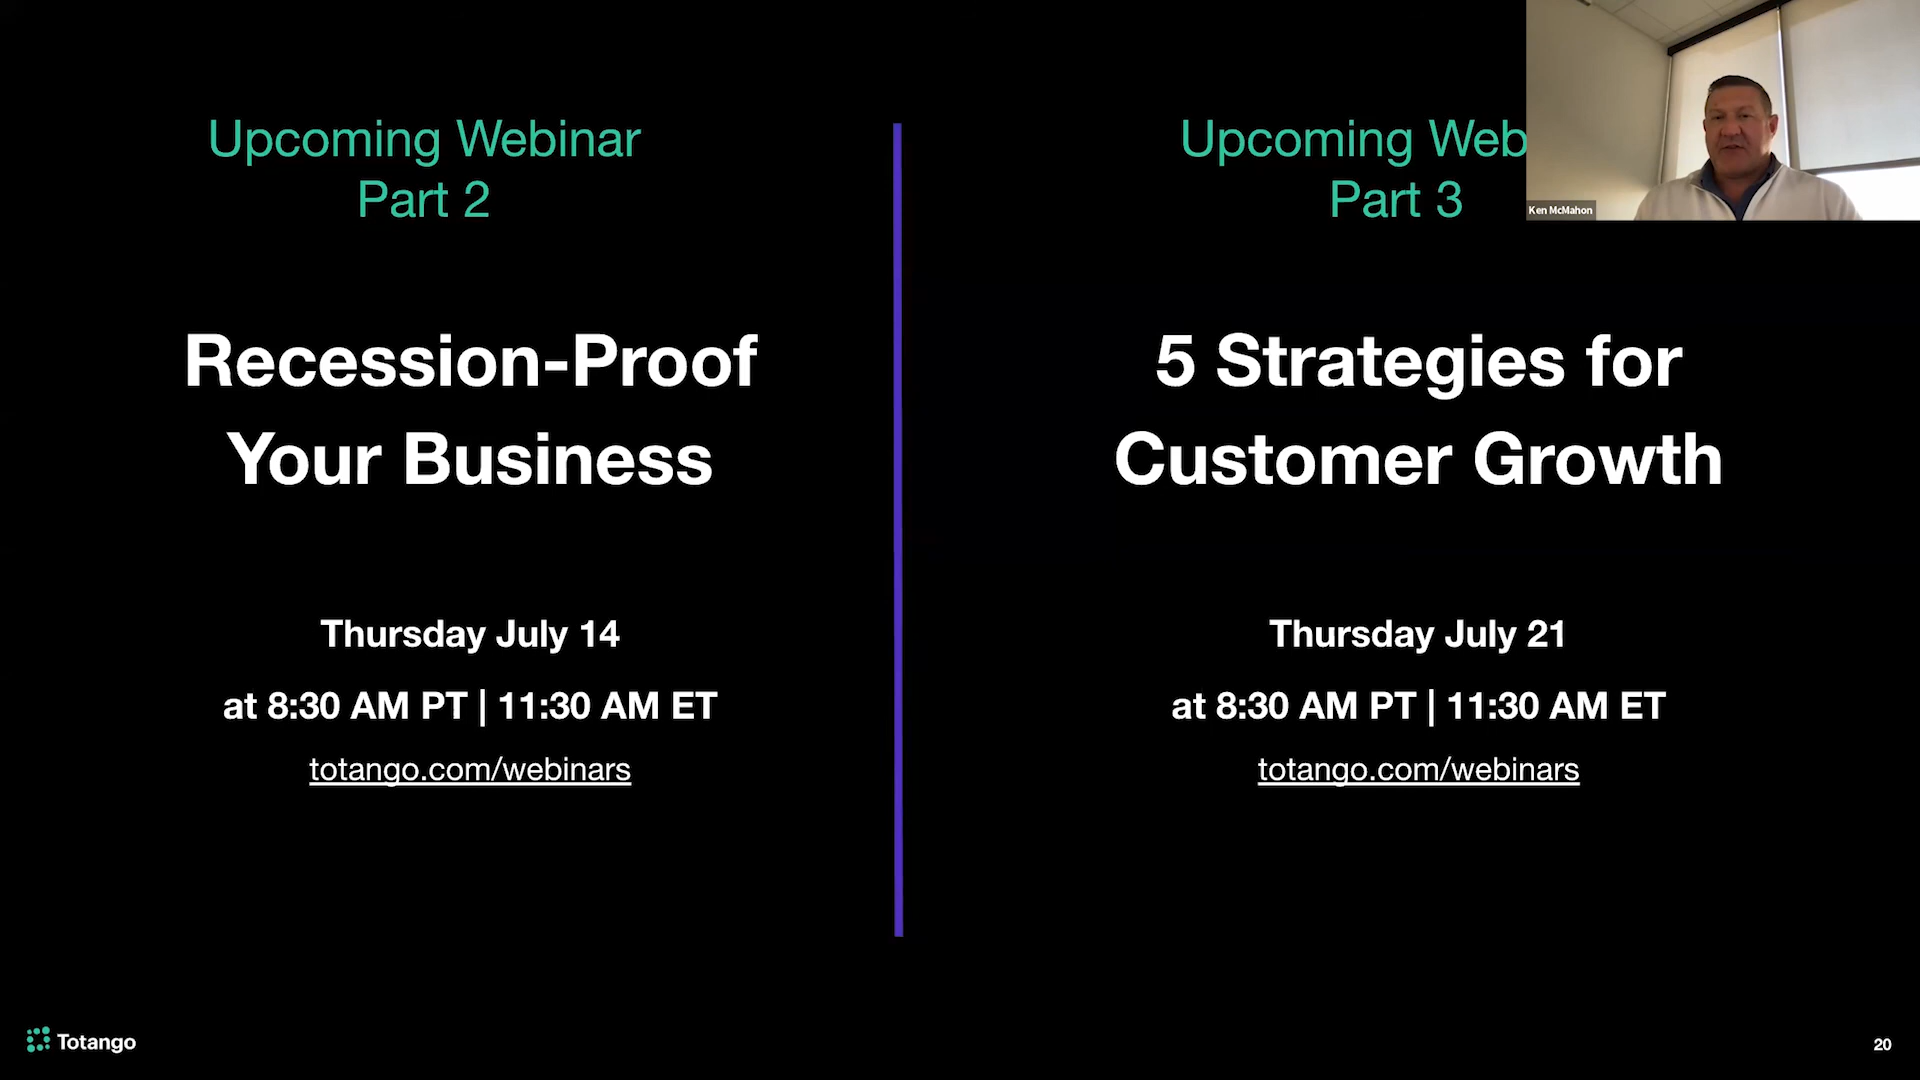 Upcoming Webinar
Part 2
Recession-Proof
Your Business
Thursday July 14
at 8:30 AM PT | 11:30 AM ET
totango.com/webinars
Upcoming Web
Part 3
5 Strategies for
Customer Growth
Thursday July 21
at 8:30 AM PT | 11:30 AM ET
totango.com/webinars
Ken McMahon
Totango
20